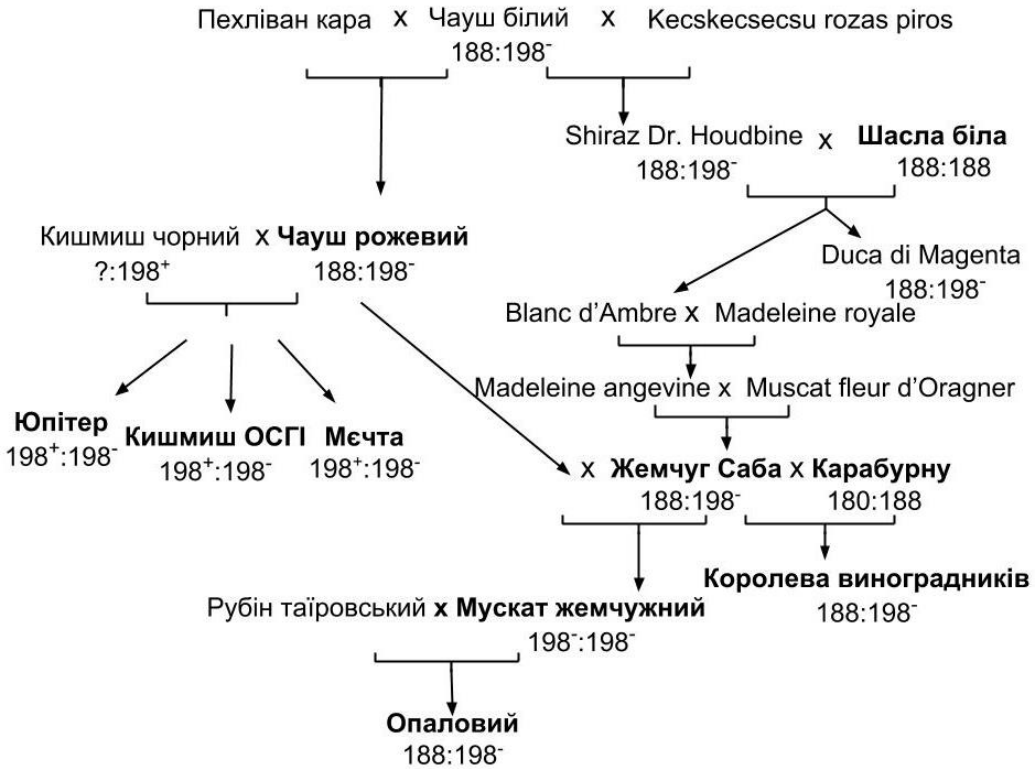 Пехліван кара x Чауш білий x Kecskecsecsu rozas piros
188:198⁻
Shiraz Dr. Houdbine x Шасла біла
188:198⁻ 188:188
Кишмиш чорний x Чауш рожевий
?:198⁺ 188:198⁻
Duca di Magenta
188:198⁻
Blanc d’Ambre x Madeleine royale
Madeleine angevine x Muscat fleur d’Oragner
Юпітер
198⁺:198⁻
Кишмиш ОСГІ Мєчта
198⁺:198⁻ 198⁺:198⁻
x Жемчуг Саба x Карабурну
188:198⁻ 180:188
Королева виноградників
188:198⁻
Рубін таїровський x Мускат жемчужний
198⁻:198⁻
Опаловий
188:198⁻